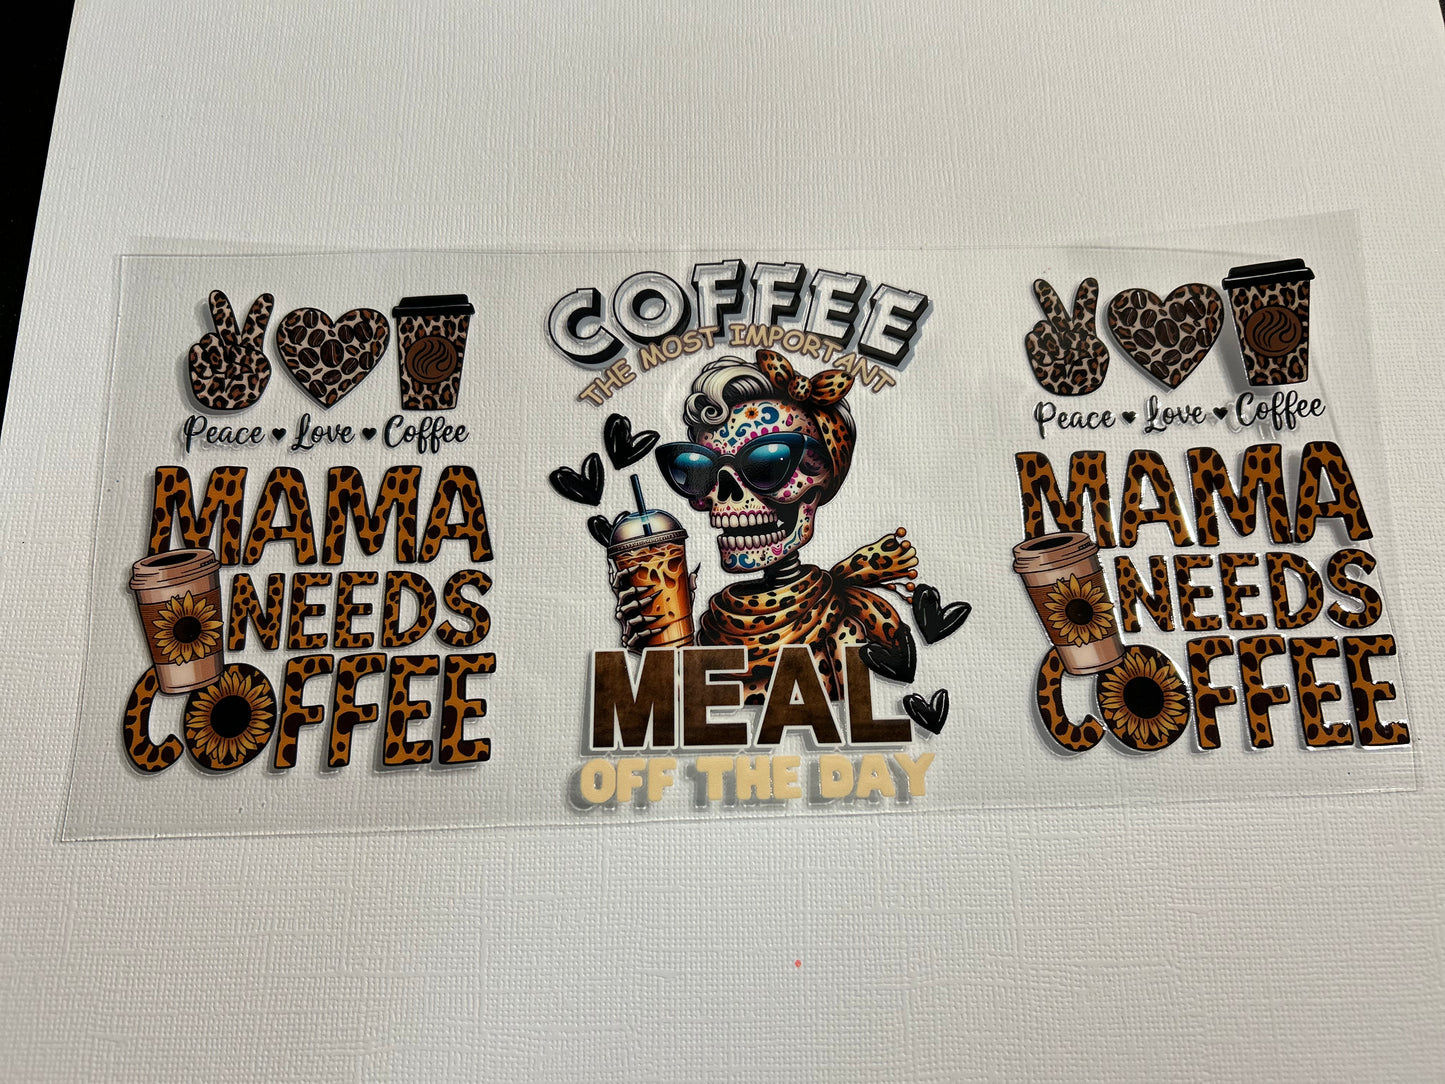 Peace ♥ Love ♥ Coffee
MAMA
NEEDS
COFFEE
COFFEE
THE MOST IMPORTANT
MEAL
OFF THE DAY
Peace ♥ Love ♥ Coffee
MAMA
NEEDS
COFFEE